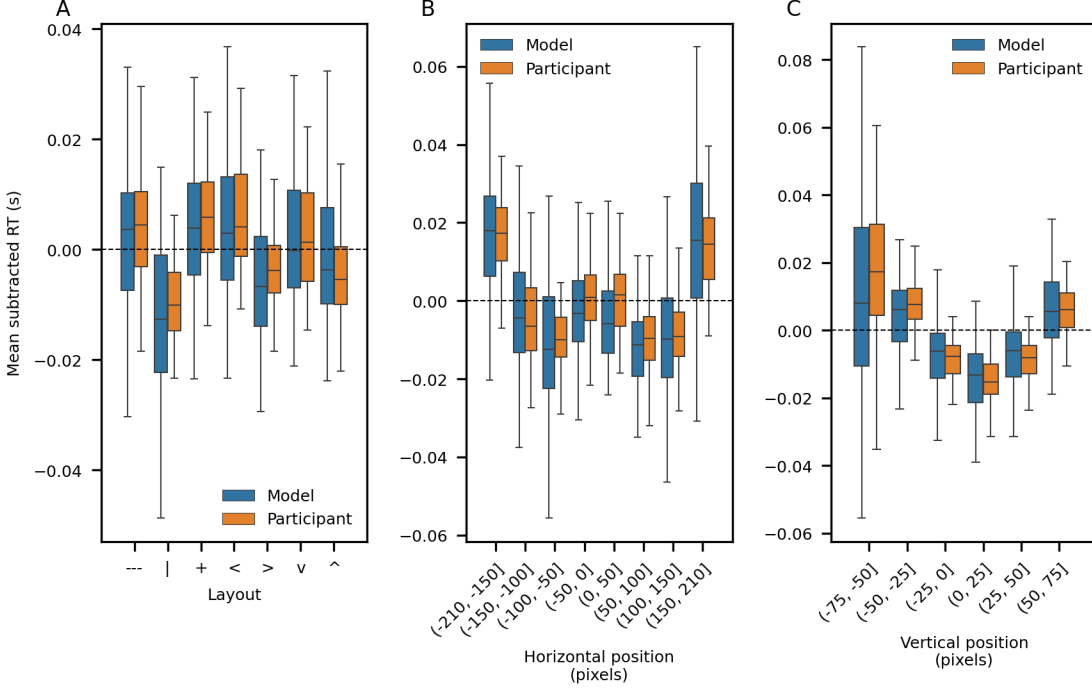 A
Mean subtracted RT (s)
0.04
0.02
0.00
−0.02
−0.04
Model
Participant
--- | + < > v ^
Layout
B
Model
Participant
0.06
0.04
0.02
0.00
−0.02
−0.04
−0.06
(-210, -150]
(-150, -100]
(-100, -50]
(-50, 0]
(0, 50]
(50, 100]
(100, 150]
(150, 210]
Horizontal position
(pixels)
C
Model
Participant
0.08
0.06
0.04
0.02
0.00
−0.02
−0.04
−0.06
(-75, -50]
(-50, -25]
(-25, 0]
(0, 25]
(25, 50]
(50, 75]
Vertical position
(pixels)